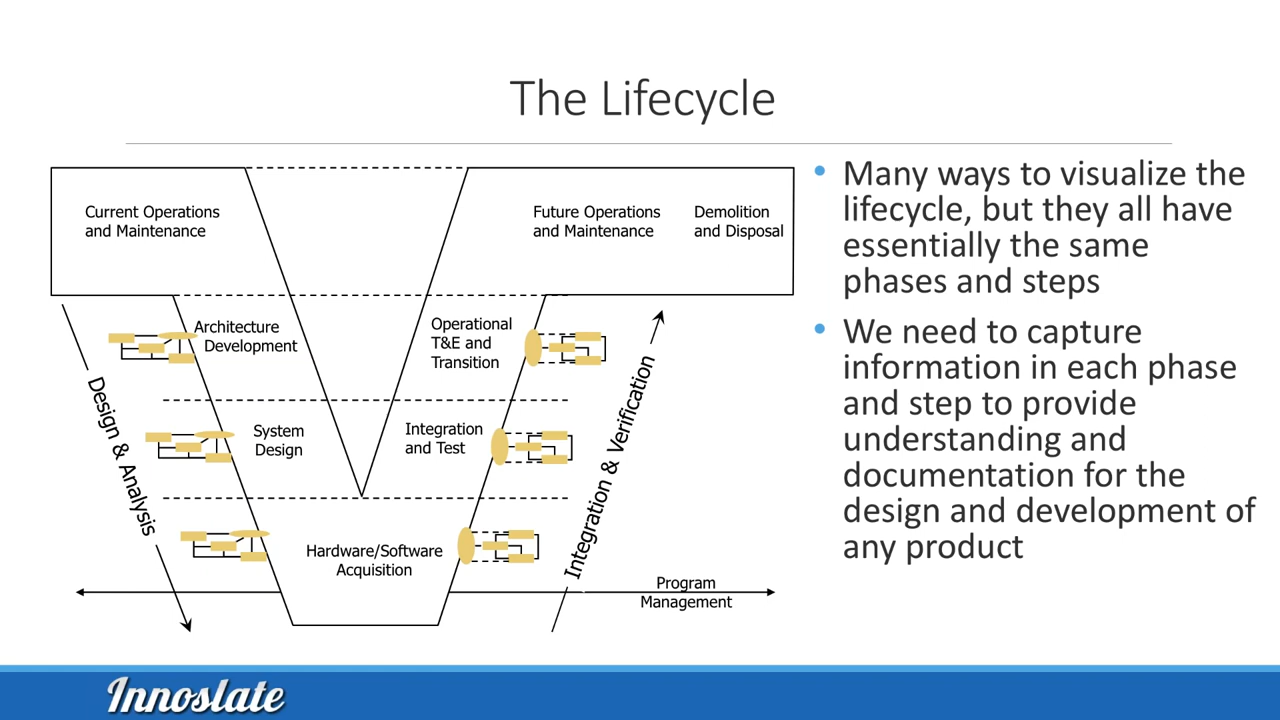 The Lifecycle
Current Operations
and Maintenance
Future Operations
and Maintenance
Demolition
and Disposal
Architecture
Development
Operational
T&E and
Transition
System
Design
Integration
and Test
Hardware/Software
Acquisition
Design & Analysis
Integration & Verification
Program
Management
• Many ways to visualize the
lifecycle, but they all have
essentially the same
phases and steps
• We need to capture
information in each phase
and step to provide
understanding and
documentation for the
design and development of
any product
Innoslate